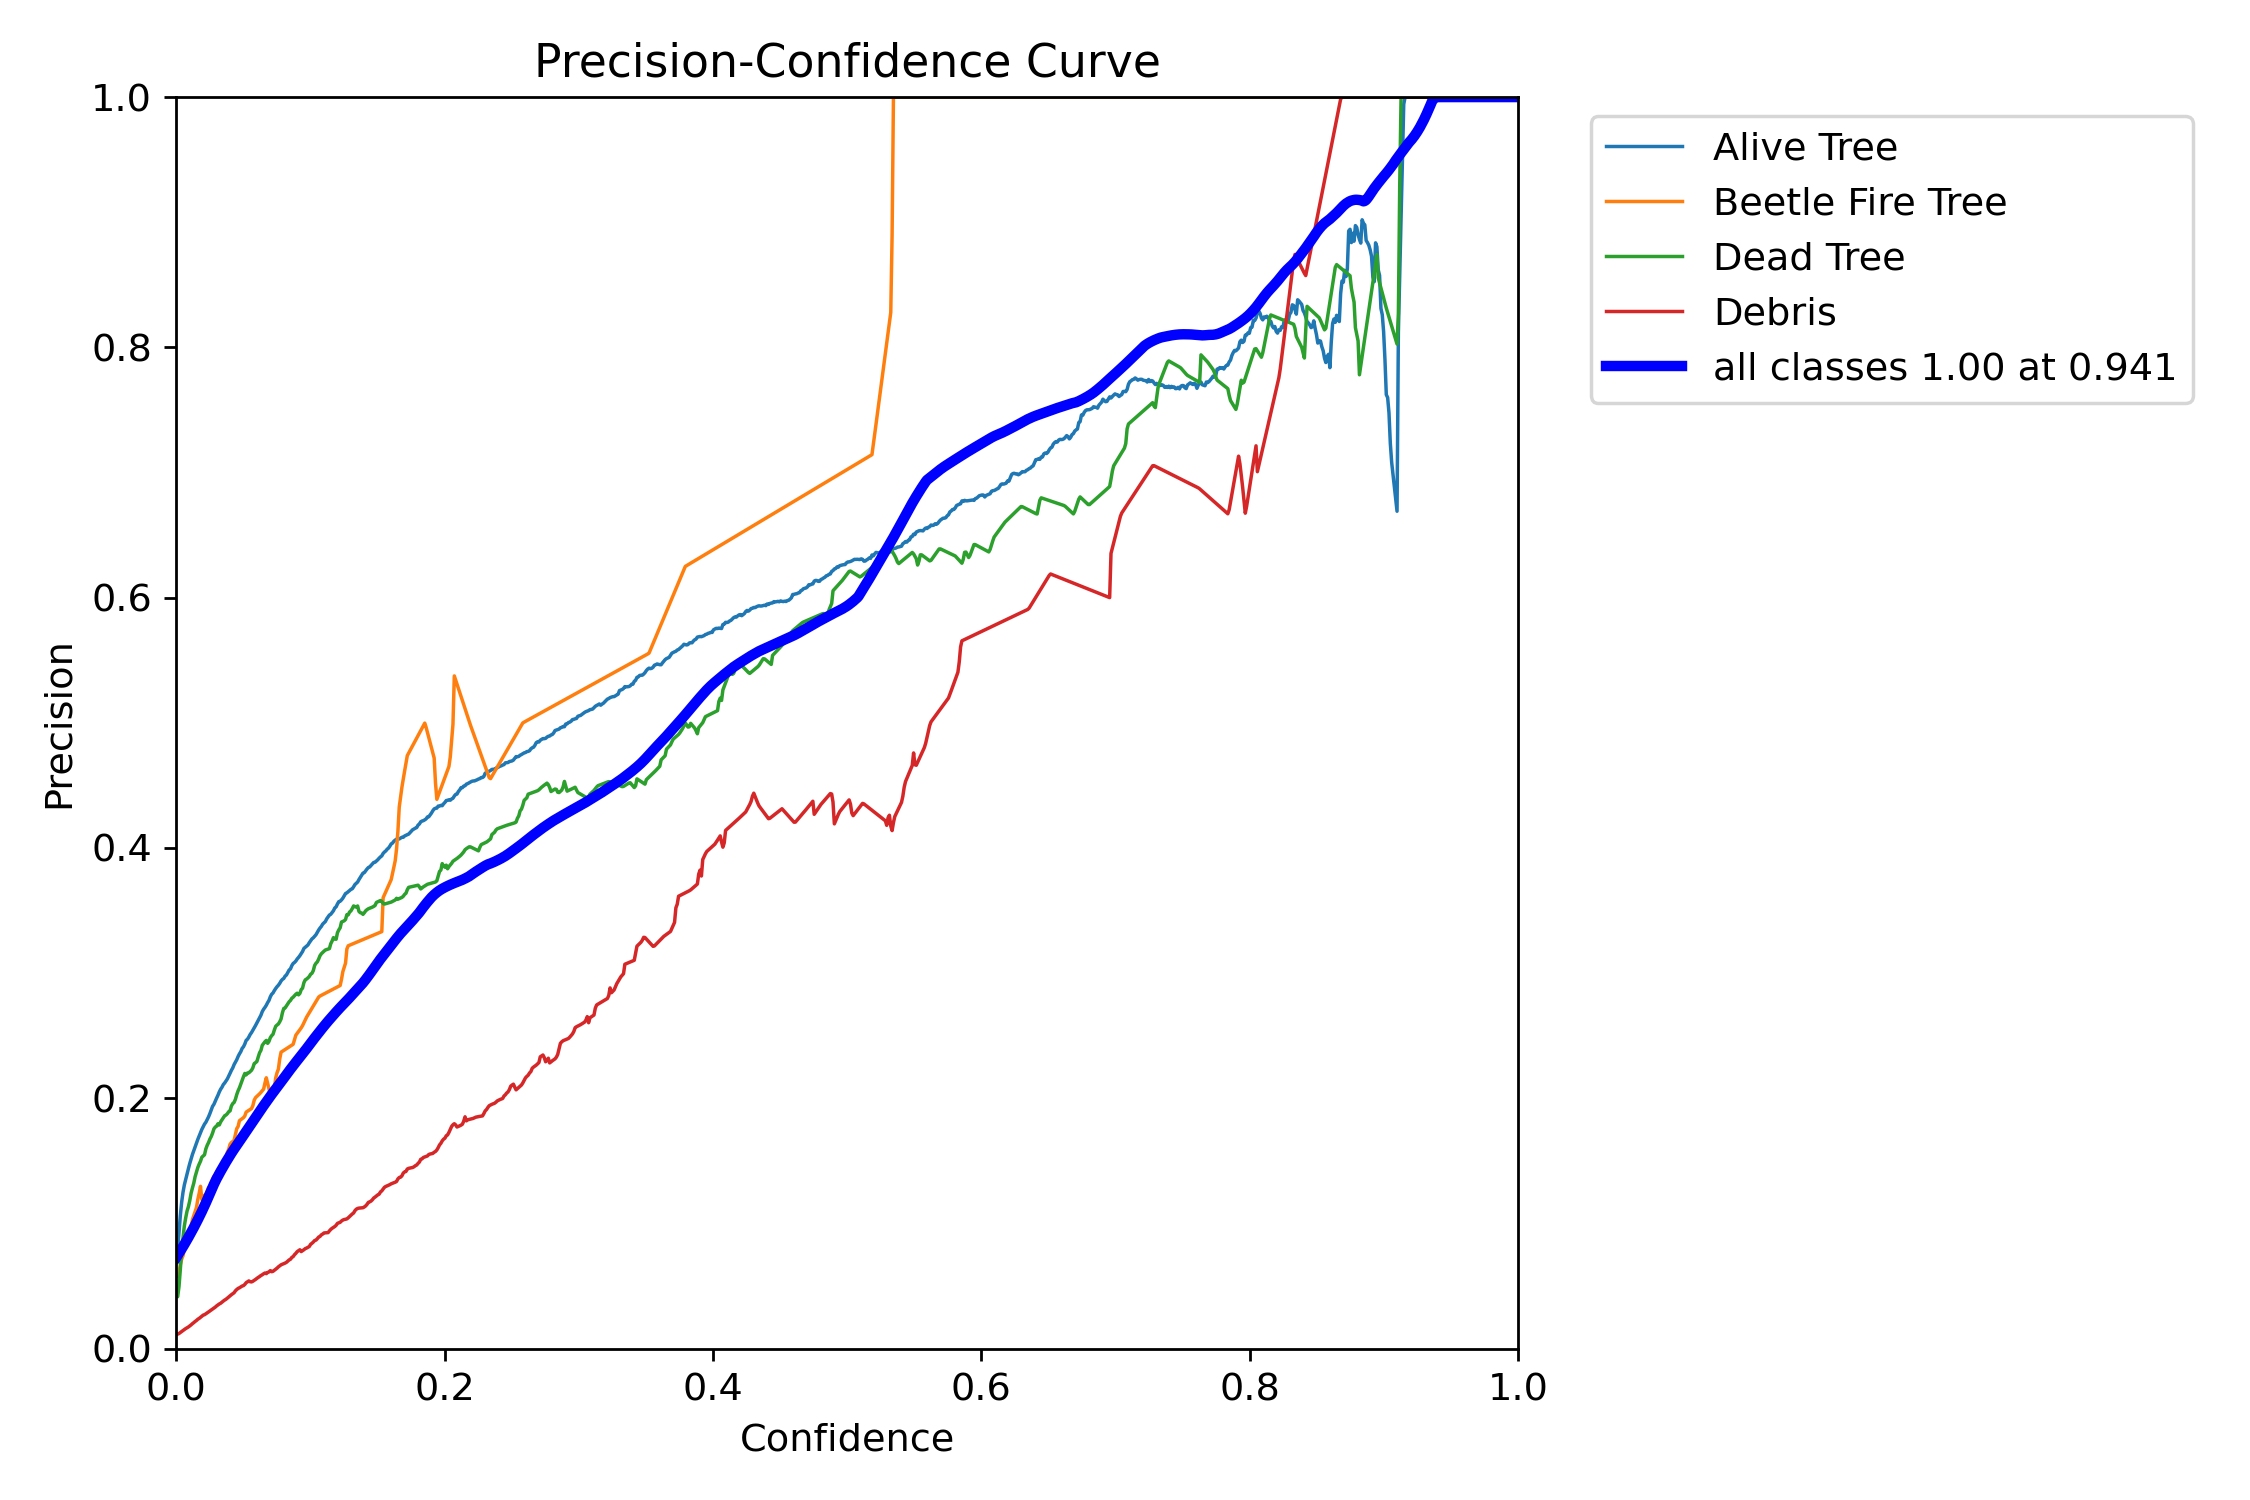 Precision-Confidence Curve
1.0
0.8
0.6
0.4
0.2
0.0
Precision
0.0 0.2 0.4 0.6 0.8 1.0
Confidence
Alive Tree
Beetle Fire Tree
Dead Tree
Debris
all classes 1.00 at 0.941